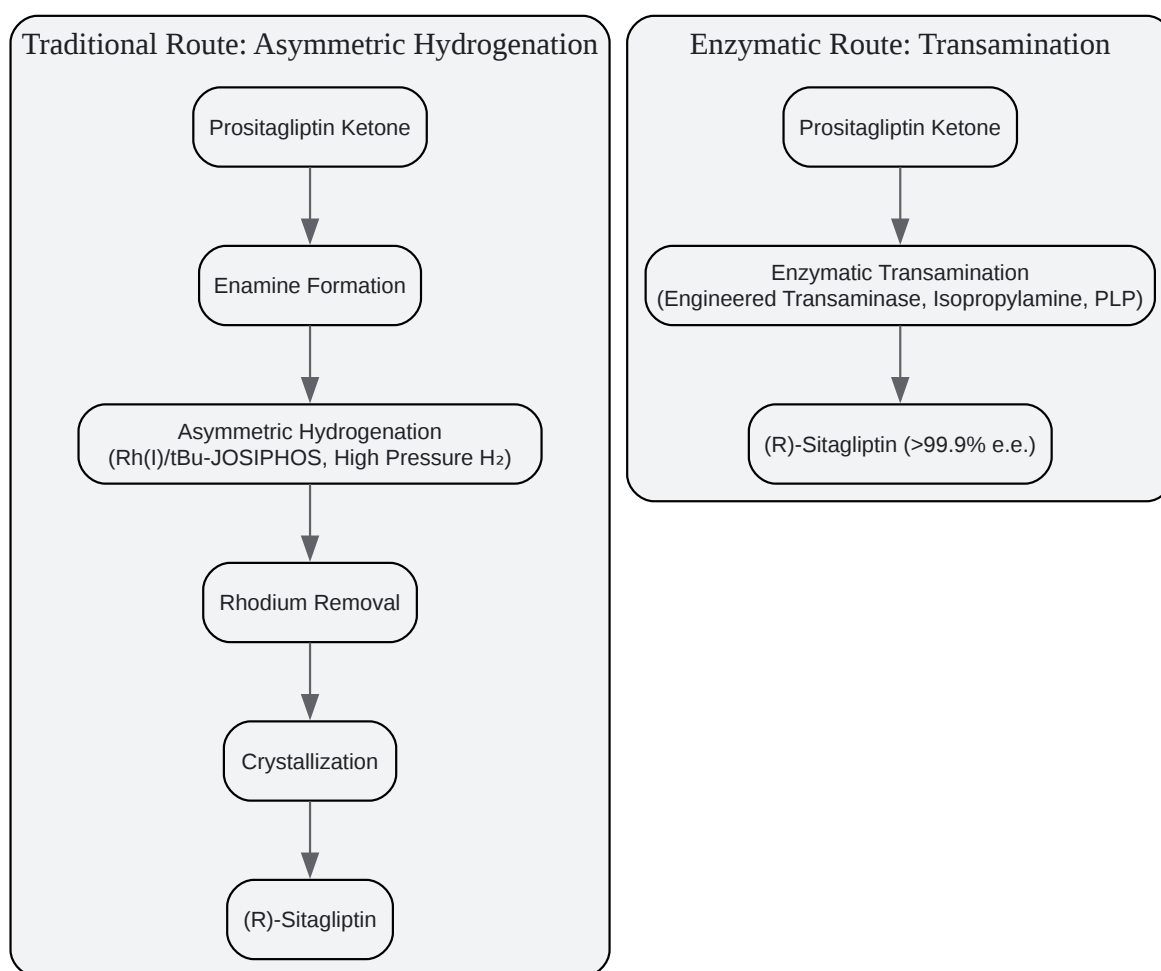 Traditional Route: Asymmetric Hydrogenation
Prositagliptin Ketone
Enamine Formation
Asymmetric Hydrogenation
(Rh(I)/tBu-JOSIPHOS, High Pressure H₂)
Rhodium Removal
Crystallization
(R)-Sitagliptin
Enzymatic Route: Transamination
Prositagliptin Ketone
Enzymatic Transamination
(Engineered Transaminase, Isopropylamine, PLP)
(R)-Sitagliptin (>99.9% e.e.)